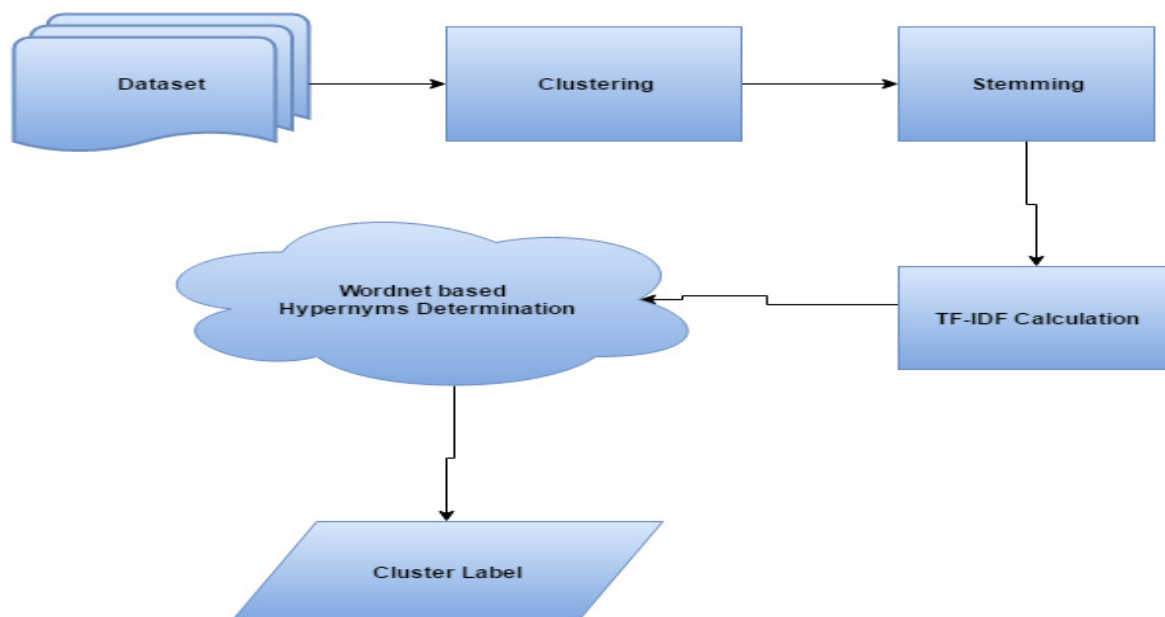 Dataset
Clustering
Stemming
TF-IDF Calculation
Wordnet based
Hypernyms Determination
Cluster Label